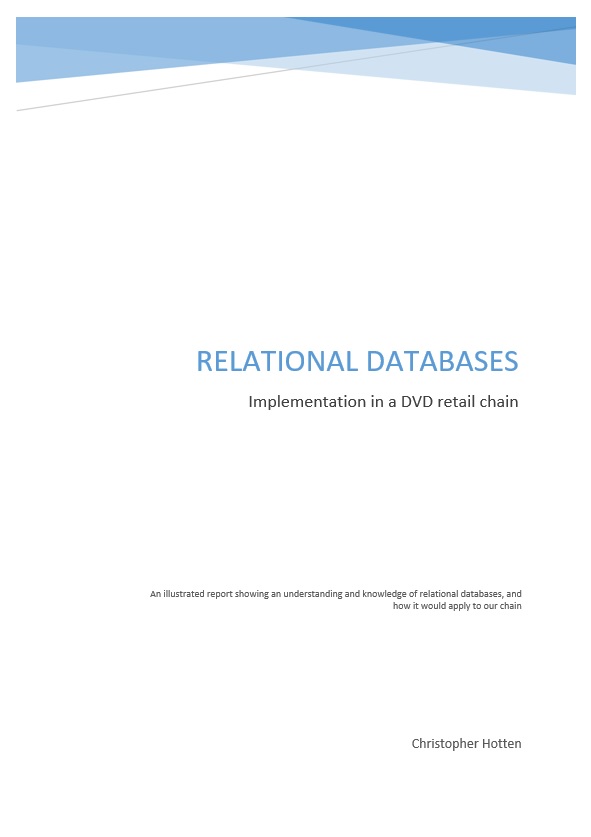 RELATIONAL DATABASES
Implementation in a DVD retail chain
An illustrated report showing an understanding and knowledge of relational databases, and
how it would apply to our chain
Christopher Hotten